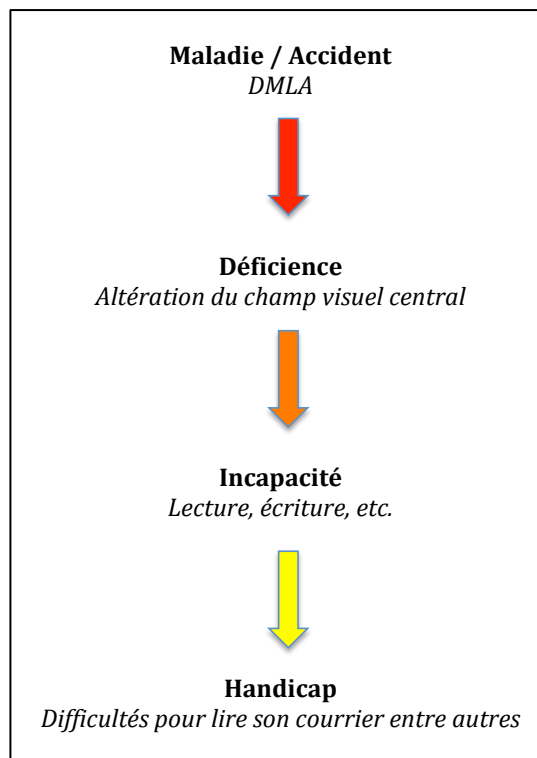 Maladie / Accident
DMLA
Déficience
Altération du champ visuel central
Incapacité
Lecture, écriture, etc.
Handicap
Difficultés pour lire son courrier entre autres